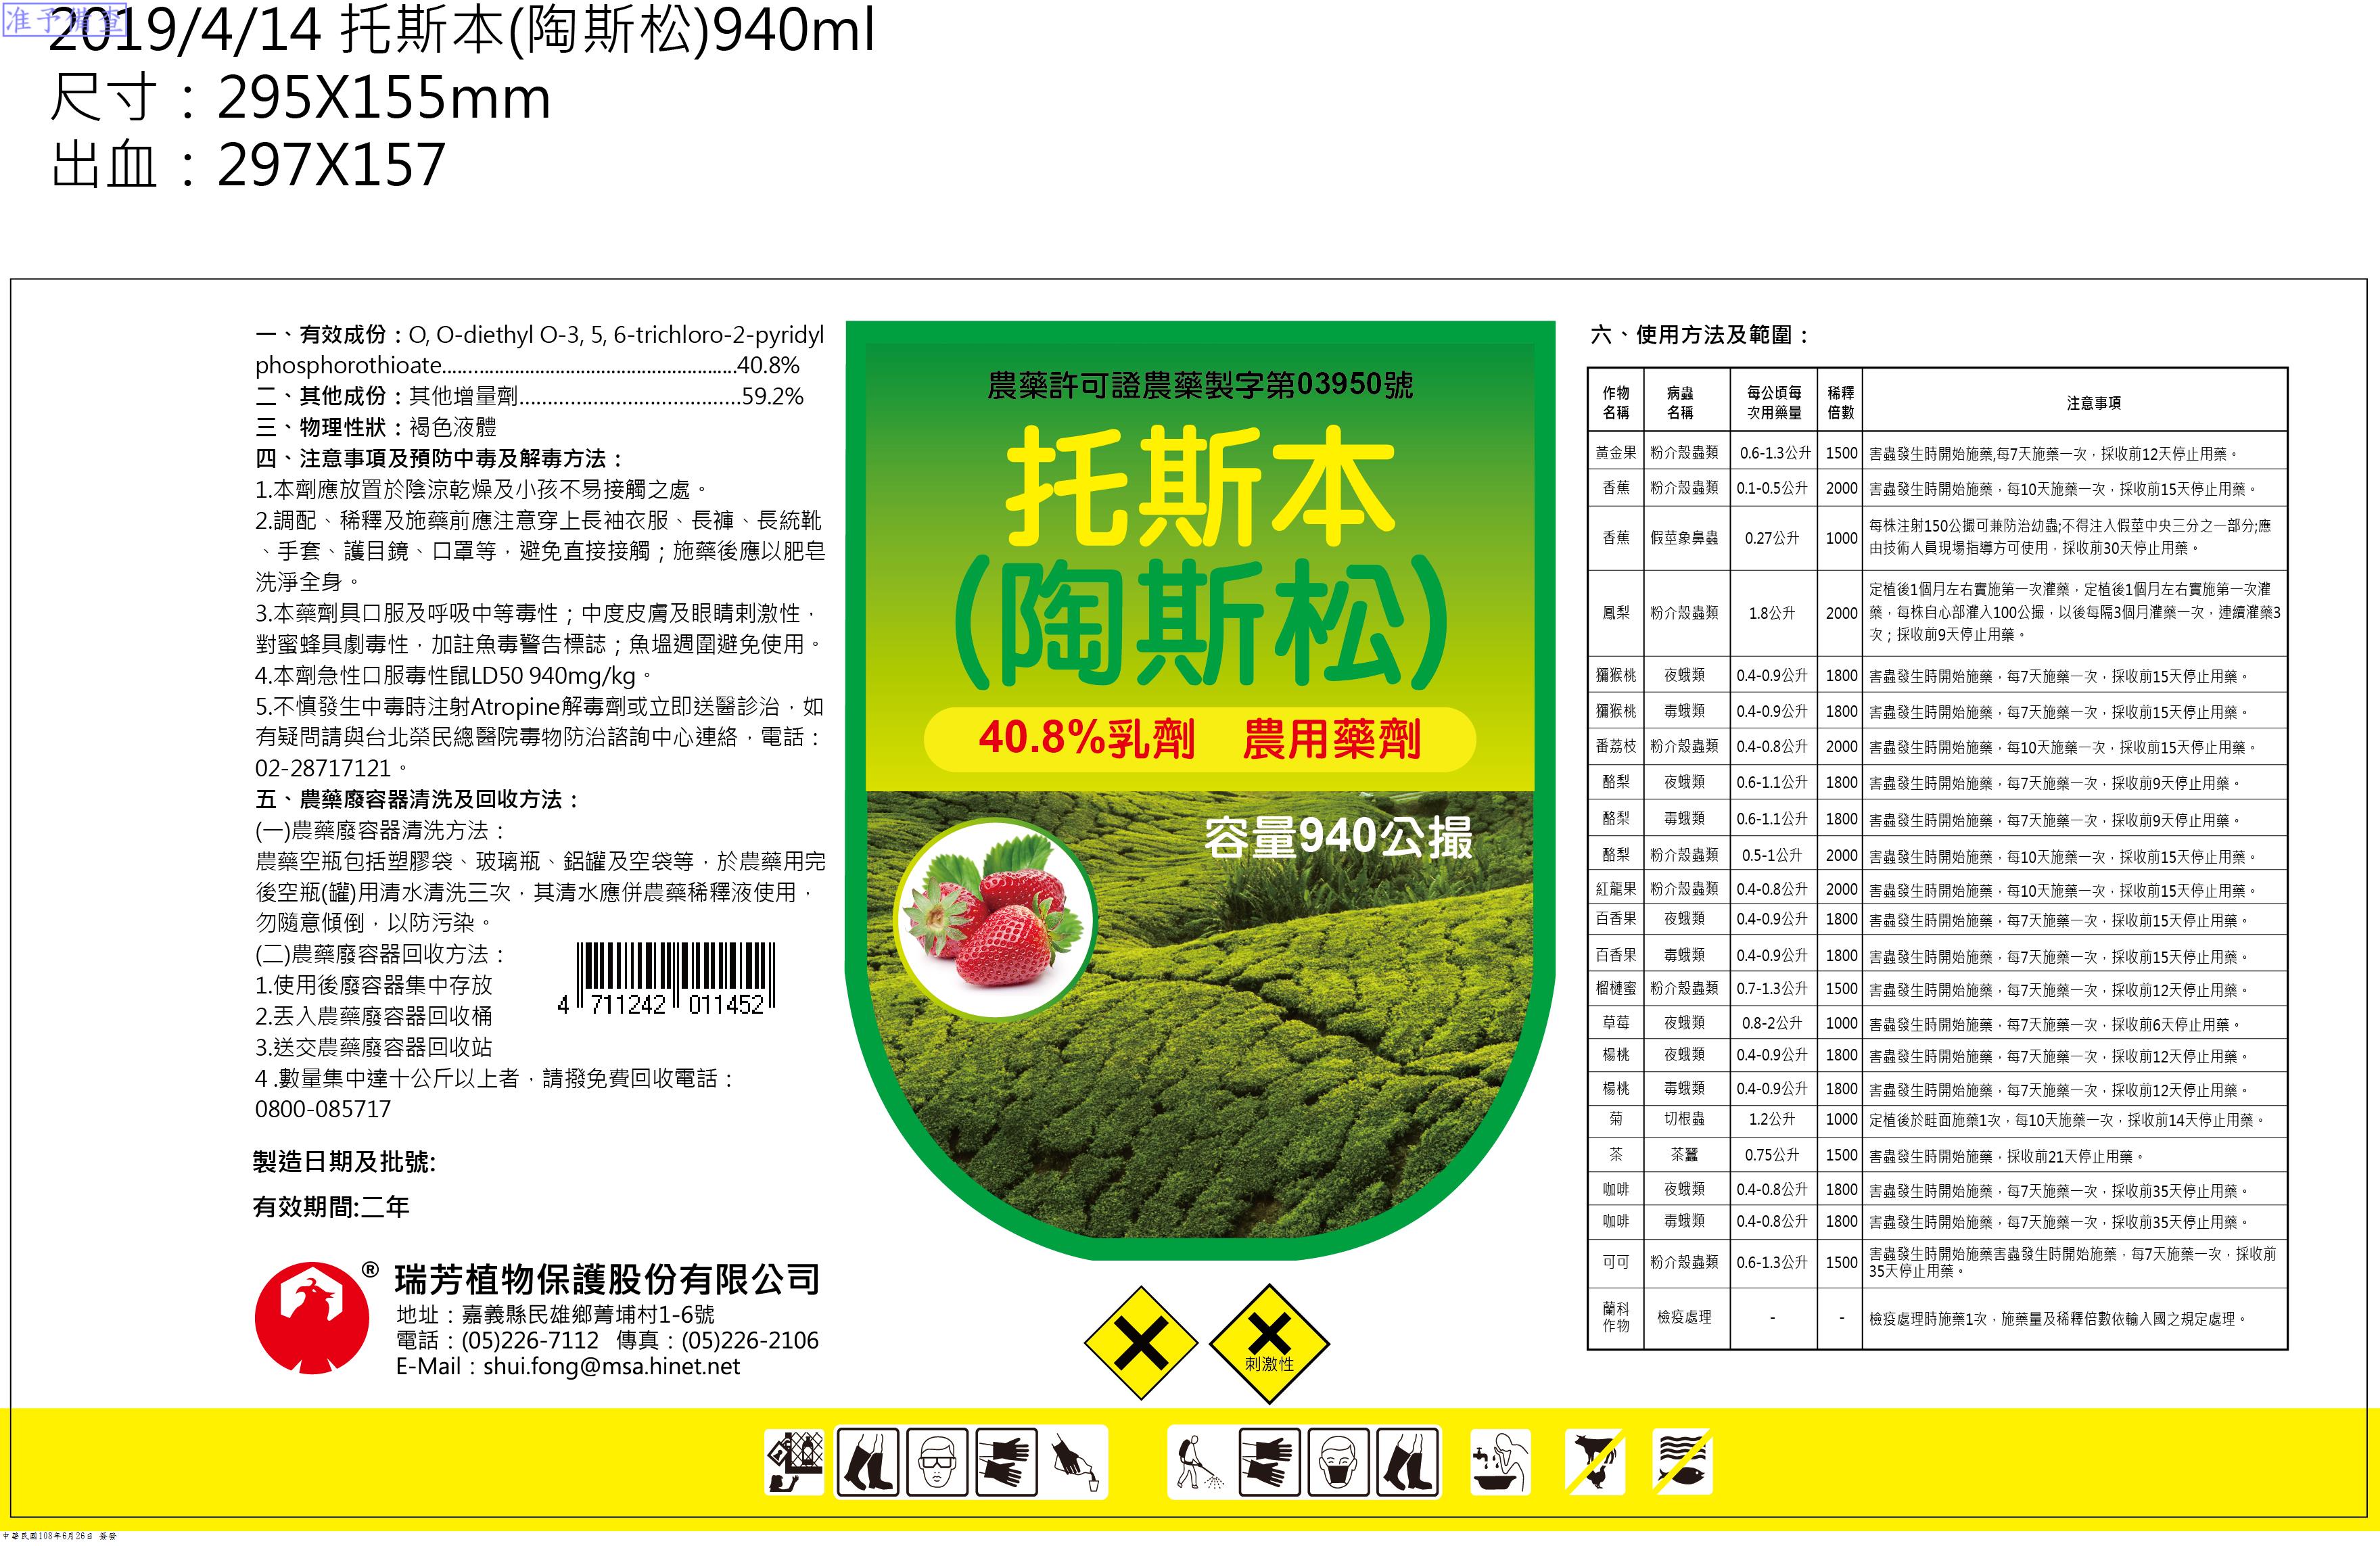 准予備查
2019/4/14 托斯本(陶斯松)940ml
尺寸：295X155mm
出血：297X157
一、有效成份：O, O-diethyl O-3, 5, 6-trichloro-2-pyridyl
phosphorothioate..........................................................40.8%
二、其他成份：其他增量劑.......................................59.2%
三、物理性狀：褐色液體
四、注意事項及預防中毒及解毒方法：
1.本劑應放置於陰涼乾燥及小孩不易接觸之處。
2.調配、稀釋及施藥前應注意穿上長袖衣服、長褲、長統靴
、手套、護目鏡、口罩等，避免直接接觸；施藥後應以肥皂
洗淨全身。
3.本藥劑具口服及呼吸中等毒性；中度皮膚及眼睛刺激性，
對蜜蜂具劇毒性，加註魚毒警告標誌；魚塭週圍避免使用。
4.本劑急性口服毒性鼠LD50 940mg/kg。
5.不慎發生中毒時注射Atropine解毒劑或立即送醫診治，如
有疑問請與台北榮民總醫院毒物防治諮詢中心連絡，電話：
02-28717121。
五、農藥廢容器清洗及回收方法：
(一)農藥廢容器清洗方法：
農藥空瓶包括塑膠袋、玻璃瓶、鋁罐及空袋等，於農藥用完
後空瓶(罐)用清水清洗三次，其清水應併農藥稀釋液使用，
勿隨意傾倒，以防污染。
(二)農藥廢容器回收方法：
1.使用後廢容器集中存放
2.丟入農藥廢容器回收桶
3.送交農藥廢容器回收站
4 .數量集中達十公斤以上者，請撥免費回收電話：
0800-085717
4 711242 011452
製造日期及批號:
有效期間:二年
®
瑞芳植物保護股份有限公司
地址：嘉義縣民雄鄉菁埔村1-6號
電話：(05)226-7112 傳真：(05)226-2106
E-Mail：shui.fong@msa.hinet.net
農藥許可證農藥製字第03950號
托斯本
(陶斯松)
40.8%乳劑 農用藥劑
容量940公撮
刺激性
六、使用方法及範圍：
作物名稱 病蟲名稱 每公頃每次用藥量 稀釋倍數 注意事項
黃金果 粉介殼蟲類 0.6-1.3公升 1500 害蟲發生時開始施藥,每7天施藥一次，採收前12天停止用藥。
香蕉 粉介殼蟲類 0.1-0.5公升 2000 害蟲發生時開始施藥，每10天施藥一次，採收前15天停止用藥。
香蕉 假莖象鼻蟲 0.27公升 1000 每株注射150公撮可兼防治幼蟲;不得注入假莖中央三分之一部分;應
由技術人員現場指導方可使用，採收前30天停止用藥。
鳳梨 粉介殼蟲類 1.8公升 2000 定植後1個月左右實施第一次灌藥，定植後1個月左右實施第一次灌
藥，每株自心部灌入100公撮，以後每隔3個月灌藥一次，連續灌藥3
次；採收前9天停止用藥。
獼猴桃 夜蛾類 0.4-0.9公升 1800 害蟲發生時開始施藥，每7天施藥一次，採收前15天停止用藥。
獼猴桃 毒蛾類 0.4-0.9公升 1800 害蟲發生時開始施藥，每7天施藥一次，採收前15天停止用藥。
番荔枝 粉介殼蟲類 0.4-0.8公升 2000 害蟲發生時開始施藥，每10天施藥一次，採收前15天停止用藥。
酪梨 夜蛾類 0.6-1.1公升 1800 害蟲發生時開始施藥，每7天施藥一次，採收前9天停止用藥。
酪梨 毒蛾類 0.6-1.1公升 1800 害蟲發生時開始施藥，每7天施藥一次，採收前9天停止用藥。
酪梨 粉介殼蟲類 0.5-1公升 2000 害蟲發生時開始施藥，每10天施藥一次，採收前15天停止用藥。
紅龍果 粉介殼蟲類 0.4-0.8公升 2000 害蟲發生時開始施藥，每10天施藥一次，採收前15天停止用藥。
百香果 夜蛾類 0.4-0.9公升 1800 害蟲發生時開始施藥，每7天施藥一次，採收前15天停止用藥。
百香果 毒蛾類 0.4-0.9公升 1800 害蟲發生時開始施藥，每7天施藥一次，採收前15天停止用藥。
榴槤蜜 粉介殼蟲類 0.7-1.3公升 1500 害蟲發生時開始施藥，每7天施藥一次，採收前12天停止用藥。
草莓 夜蛾類 0.8-2公升 1000 害蟲發生時開始施藥，每7天施藥一次，採收前6天停止用藥。
楊桃 夜蛾類 0.4-0.9公升 1800 害蟲發生時開始施藥，每7天施藥一次，採收前12天停止用藥。
楊桃 毒蛾類 0.4-0.9公升 1800 害蟲發生時開始施藥，每7天施藥一次，採收前12天停止用藥。
菊 切根蟲 1.2公升 1000 定植後於畦面施藥1次，每10天施藥一次，採收前14天停止用藥。
茶 茶蠶 0.75公升 1500 害蟲發生時開始施藥，採收前21天停止用藥。
咖啡 夜蛾類 0.4-0.8公升 1800 害蟲發生時開始施藥，每7天施藥一次，採收前35天停止用藥。
咖啡 毒蛾類 0.4-0.8公升 1800 害蟲發生時開始施藥，每7天施藥一次，採收前35天停止用藥。
可可 粉介殼蟲類 0.6-1.3公升 1500 害蟲發生時開始施藥害蟲發生時開始施藥，每7天施藥一次，採收前
35天停止用藥。
蘭科作物 檢疫處理 - - 檢疫處理時施藥1次，施藥量及稀釋倍數依輸入國之規定處理。
中華民國108年6月26日 簽發